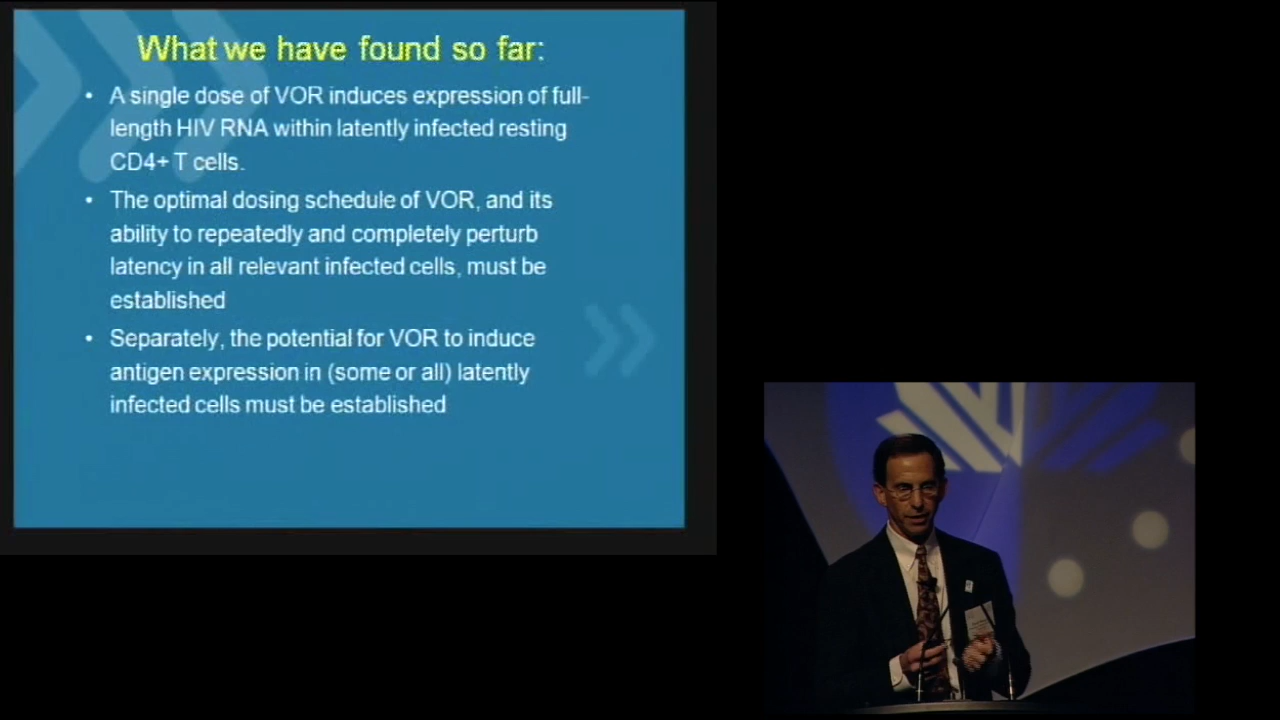 What we have found so far:
• A single dose of VOR induces expression of full-
length HIV RNA within latently infected resting
CD4+ T cells.
• The optimal dosing schedule of VOR, and its
ability to repeatedly and completely perturb
latency in all relevant infected cells, must be
established
• Separately, the potential for VOR to induce
antigen expression in (some or all) latently
infected cells must be established